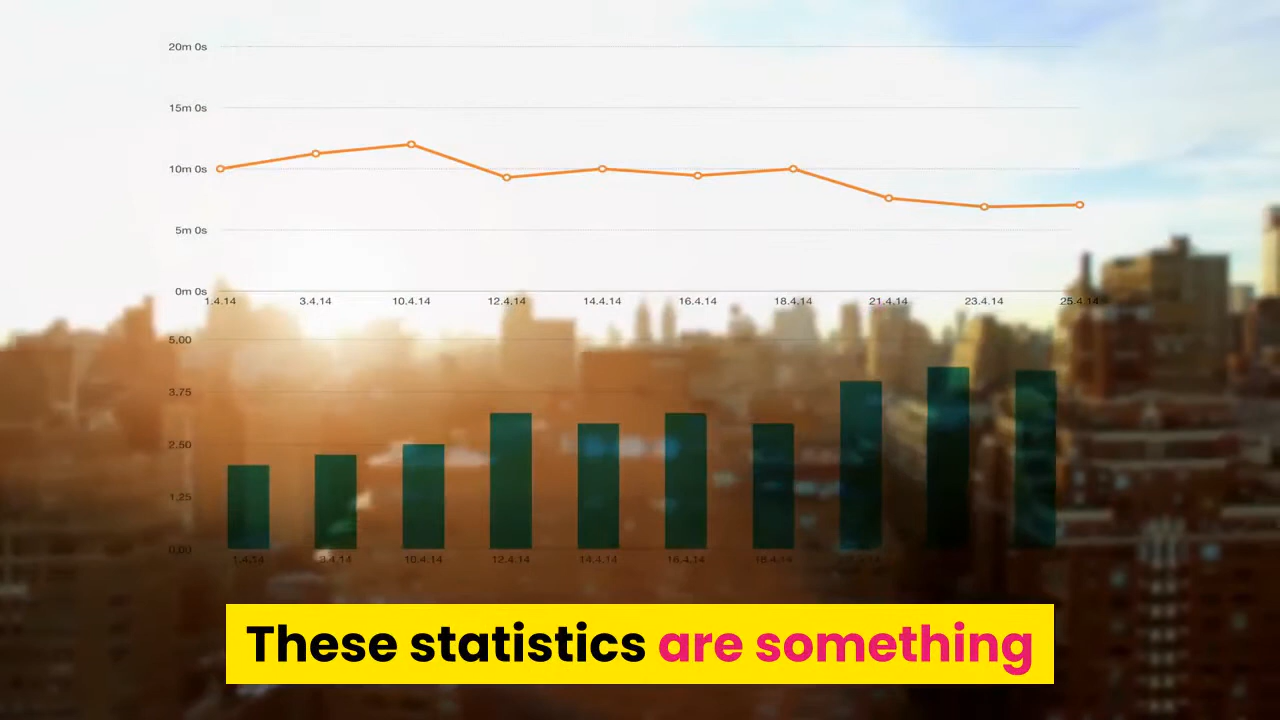 20m 0s
15m 0s
10m 0s
5m 0s
0m 0s
1.4.14 3.4.14 10.4.14 12.4.14 14.4.14 16.4.14 18.4.14 21.4.14 23.4.14 25.4.14
5,00
3,75
2,50
1,25
0,00
1.4.14 3.4.14 10.4.14 12.4.14 14.4.14 16.4.14 18.4.14
These statistics are something